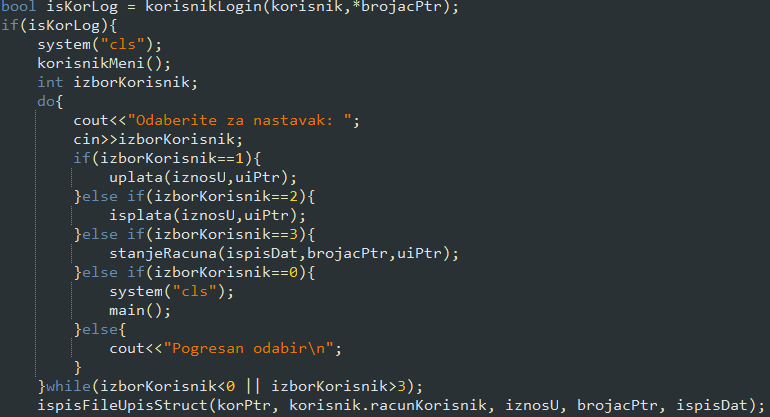 bool isKorLog = korisnikLogin(korisnik,*brojacPtr);
if(isKorLog){
    system("cls");
    korisnikMeni();
    int izborKorisnik;
    do{
        cout<<"Odaberite za nastavak: ";
        cin>>izborKorisnik;
        if(izborKorisnik==1){
            uplata(iznosU,uiPtr);
        }else if(izborKorisnik==2){
            isplata(iznosU,uiPtr);
        }else if(izborKorisnik==3){
            stanjeRacuna(ispisDat,brojacPtr,uiPtr);
        }else if(izborKorisnik==0){
            system("cls");
            main();
        }else{
            cout<<"Pogresan odabir\n";
        }
    }while(izborKorisnik<0 || izborKorisnik>3);
    ispisFileUpisStruct(korPtr, korisnik.racunKorisnik, iznosU, brojacPtr, ispisDat);